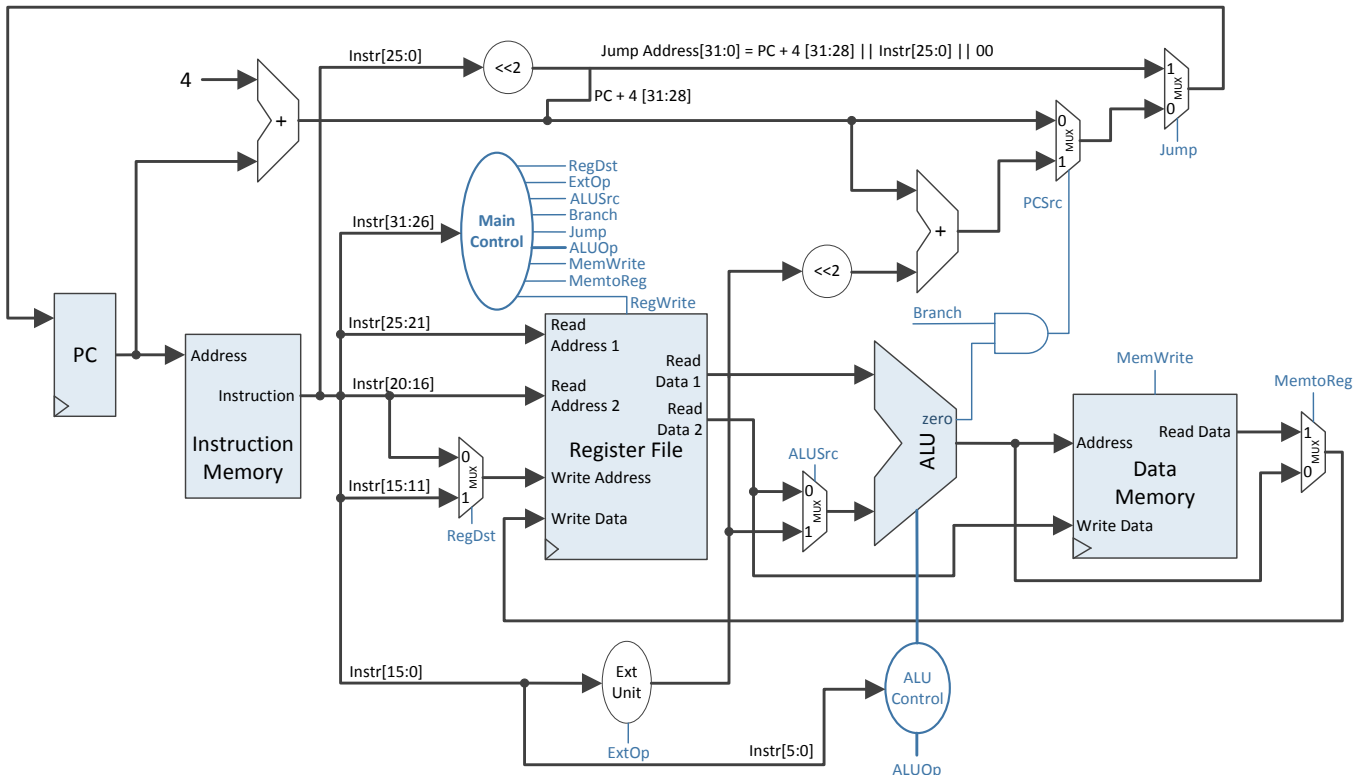 Instr[25:0]
<<2
Jump Address[31:0] = PC + 4 [31:28] || Instr[25:0] || 00
1
MUX
0
Jump
4
+
PC + 4 [31:28]
0
MUX
1
PCSrc
Main
Control
RegDst
ExtOp
ALUSrc
Branch
Jump
ALUOp
MemWrite
MemtoReg
RegWrite
Instr[31:26]
+
<<2
PC
Address
Instruction
Instruction
Memory
Instr[25:21]
Instr[20:16]
Instr[15:11]
0
MUX
1
RegDst
Read
Address 1
Read
Address 2
Read
Data 1
Read
Data 2
Register File
Write Address
Write Data
ALUSrc
0
MUX
1
Branch
zero
ALU
MemWrite
Address
Read Data
Data
Memory
Write Data
MemtoReg
1
MUX
0
Instr[15:0]
Ext
Unit
ExtOp
Instr[5:0]
ALU
Control
ALUOp